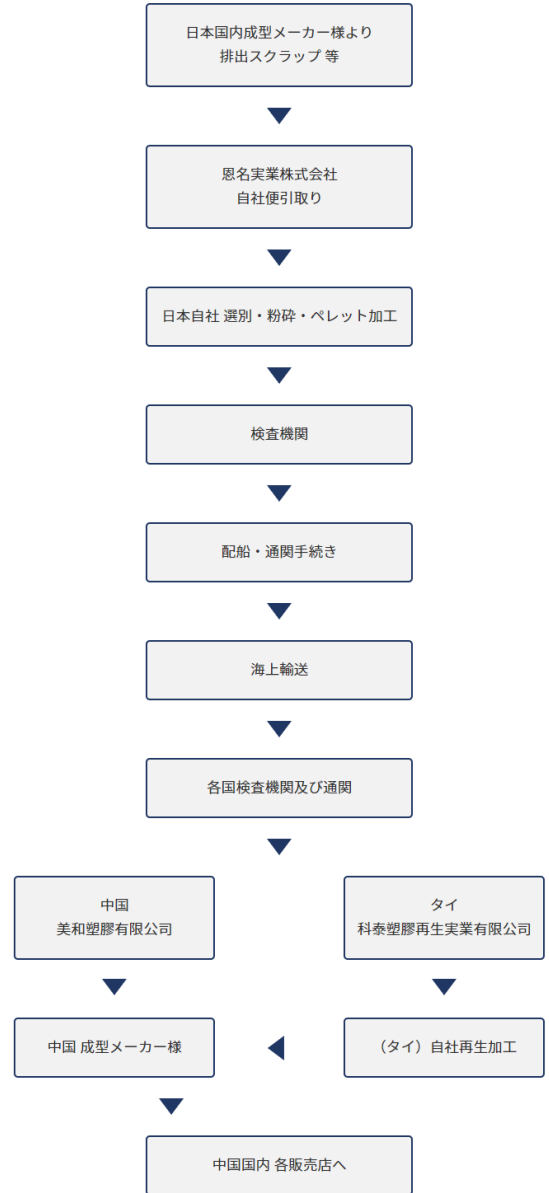 日本国内成型メーカー様より
排出スクラップ 等
恩名実業株式会社
自社便引取り
日本自社 選別・粉砕・ペレット加工
検査機関
配船・通関手続き
海上輸送
各国検査機関及び通関
中国
美和塑膠有限公司
タイ
科泰塑膠再生実業有限公司
中国 成型メーカー様
（タイ）自社再生加工
中国国内 各販売店へ